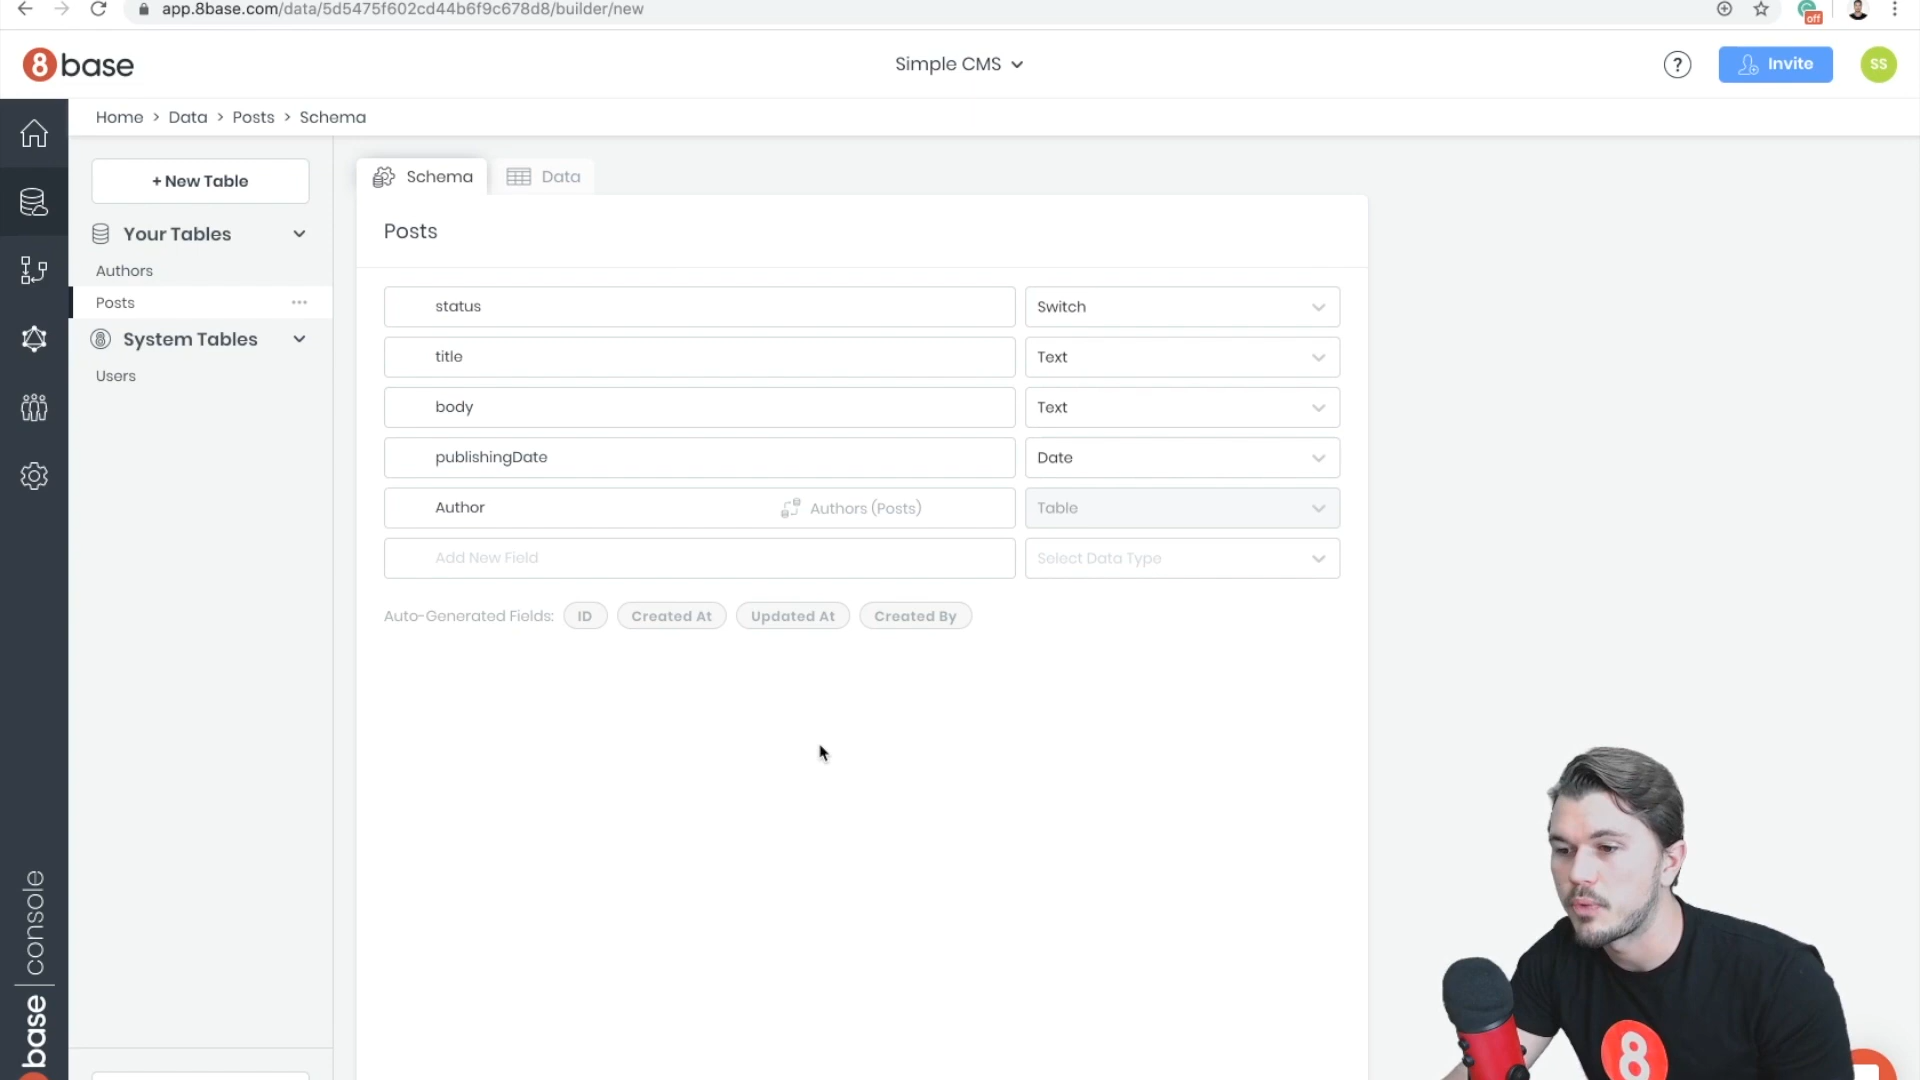 app.8base.com/data/5d5475f602cd44b6f9c678d8/builder/new
off
8base
Simple CMS
?
Invite
SS
Home > Data > Posts > Schema
+ New Table
Your Tables
Authors
Posts
8 System Tables
Users
Schema
Data
Posts
status
Switch
title
Text
body
Text
publishingDate
Date
Author
Authors (Posts)
Table
Add New Field
Select Data Type
Auto-Generated Fields:
ID
Created At
Updated At
Created By
base | console
8